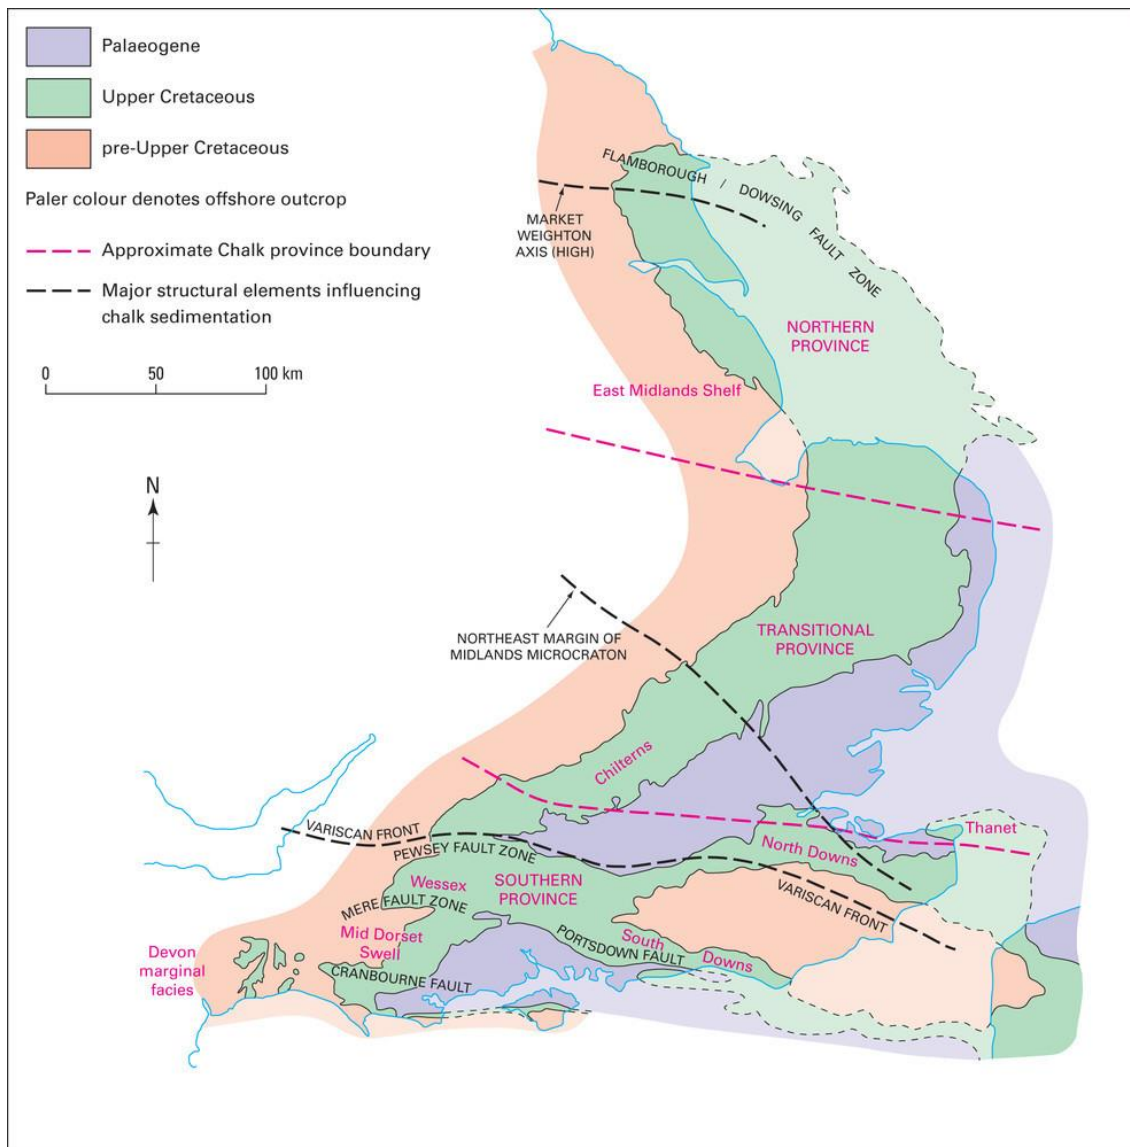 Palaeogene
Upper Cretaceous
pre-Upper Cretaceous
Paler colour denotes offshore outcrop
Approximate Chalk province boundary
Major structural elements influencing
chalk sedimentation
0 50 100 km
N
FLAMBOROUGH / DOWSING FAULT ZONE
MARKET
WEIGHTON
AXIS (HIGH)
NORTHERN
PROVINCE
East Midlands Shelf
NORTHEAST MARGIN OF
MIDLANDS MICROCRATON
TRANSITIONAL
PROVINCE
Chilterns
VARISCAN FRONT
PEWSEY FAULT ZONE
North Downs
Thanet
Wessex
SOUTHERN
PROVINCE
VARISCAN FRONT
MERE FAULT ZONE
Mid Dorset
Swell
PORTSDOWN FAULT
South Downs
Devon
marginal
facies
CRANBOURNE FAULT